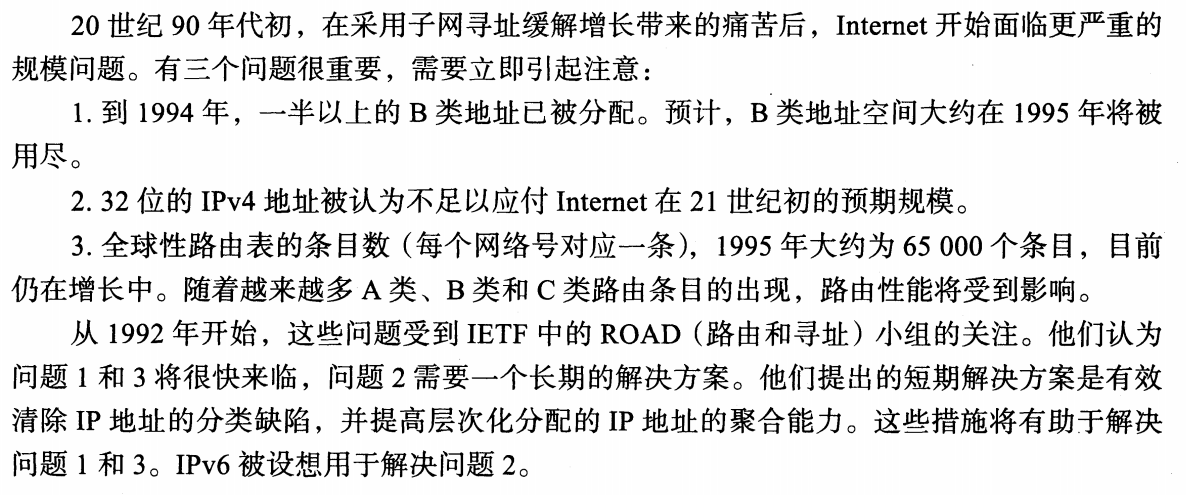 20 世纪 90 年代初，在采用子网寻址缓解增长带来的痛苦后，Internet 开始面临更严重的
规模问题。有三个问题很重要，需要立即引起注意：
1. 到 1994 年，一半以上的 B 类地址已被分配。预计，B 类地址空间大约在 1995 年将被
用尽。
2. 32 位的 IPv4 地址被认为不足以应付 Internet 在 21 世纪初的预期规模。
3. 全球性路由表的条目数（每个网络号对应一条），1995 年大约为 65 000 个条目，目前
仍在增长中。随着越来越多 A 类、B 类和 C 类路由条目的出现，路由性能将受到影响。
从 1992 年开始，这些问题受到 IETF 中的 ROAD（路由和寻址）小组的关注。他们认为
问题 1 和 3 将很快来临，问题 2 需要一个长期的解决方案。他们提出的短期解决方案是有效
清除 IP 地址的分类缺陷，并提高层次化分配的 IP 地址的聚合能力。这些措施将有助于解决
问题 1 和 3。IPv6 被设想用于解决问题 2。